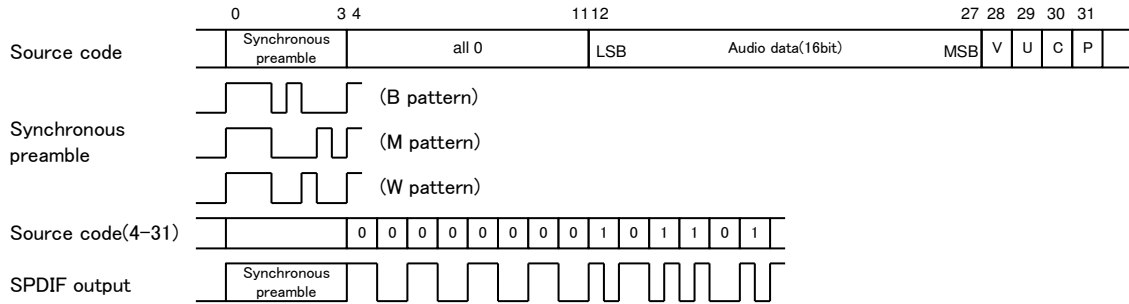 0 3 4 11 12 27 28 29 30 31
Source code Synchronous preamble all 0 LSB Audio data(16bit) MSB V U C P
(B pattern)
Synchronous preamble (M pattern)
(W pattern)
Source code(4-31) 0 0 0 0 0 0 0 0 1 0 1 1 0 1
SPDIF output Synchronous preamble